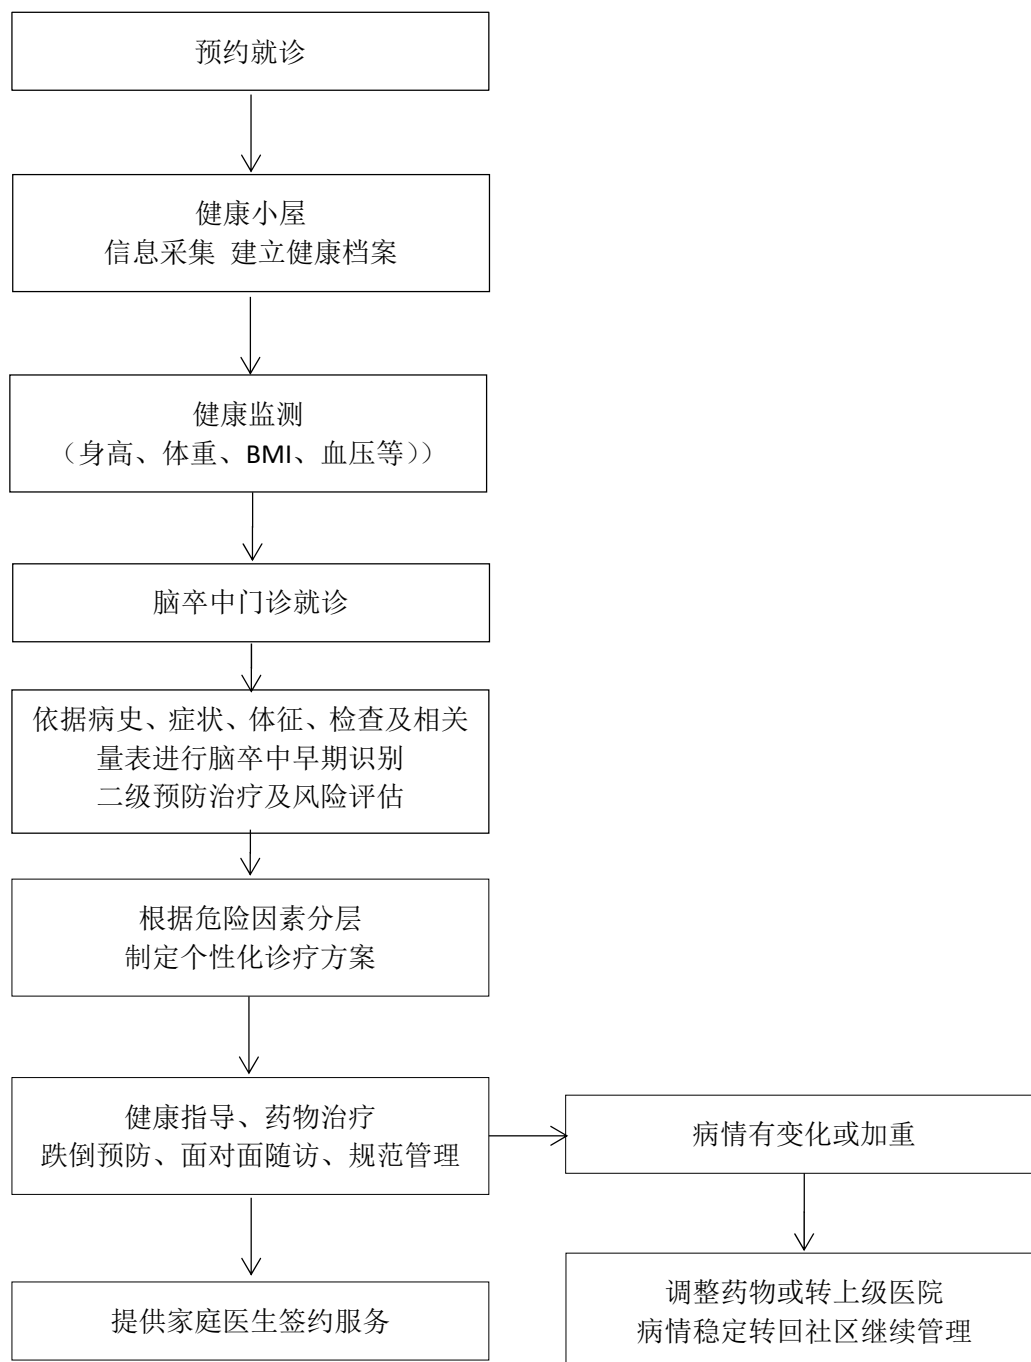 预约就诊
健康小屋
信息采集 建立健康档案
健康监测
（身高、体重、BMI、血压等））
脑卒中门诊就诊
依据病史、症状、体征、检查及相关
量表进行脑卒中早期识别
二级预防治疗及风险评估
根据危险因素分层
制定个性化诊疗方案
健康指导、药物治疗
跌倒预防、面对面随访、规范管理
病情有变化或加重
提供家庭医生签约服务
调整药物或转上级医院
病情稳定转回社区继续管理